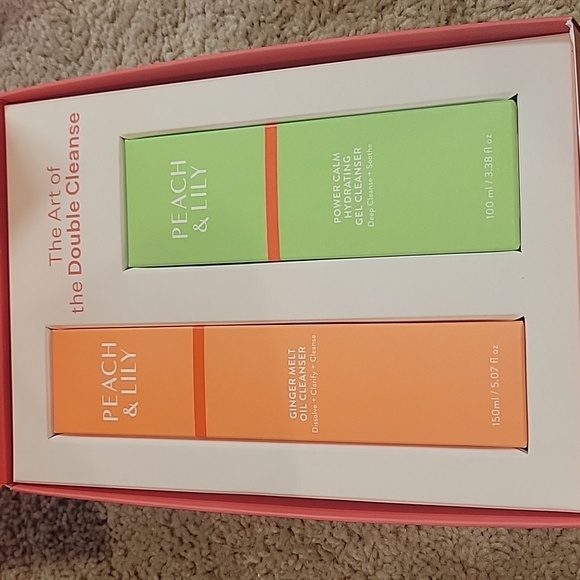 The Art of
the Double Cleanse
PEACH
& LILY
POWER CALM
HYDRATING
GEL CLEANSER
Deep Cleanse + Soothe
100 ml / 3.38 fl oz
PEACH
& LILY
GINGER MELT
OIL CLEANSER
Dissolve + Clarify + Cleanse
150ml / 5.07 fl oz